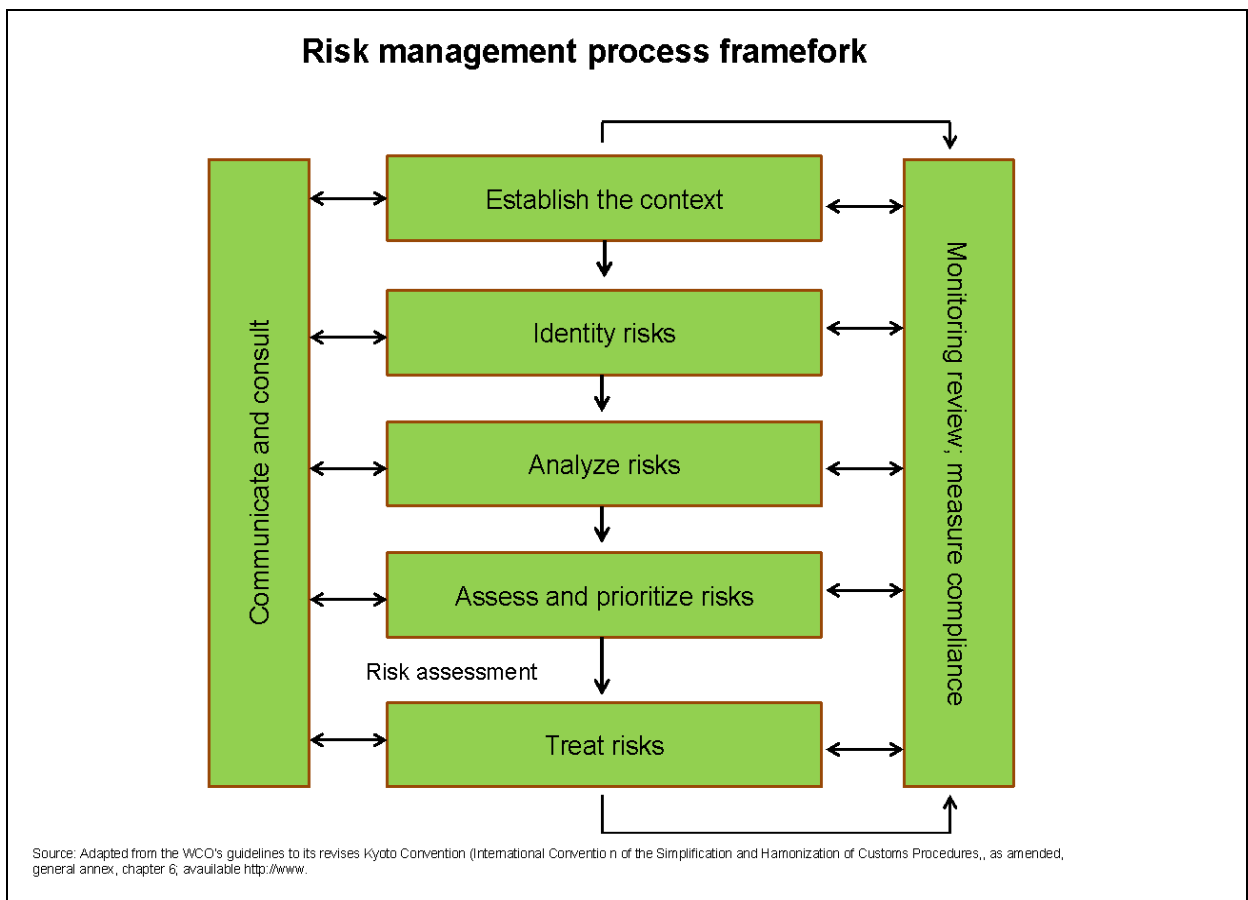 Risk management process framefork
Establish the context
Identity risks
Analyze risks
Assess and prioritize risks
Risk assessment
Treat risks
Communicate and consult
Monitoring review; measure compliance
Source: Adapted from the WCO's guidelines to its revises Kyoto Convention (International Conventio n of the Simplification and Hamonization of Customs Procedures,, as amended,
general annex, chapter 6; avauilable http://www.